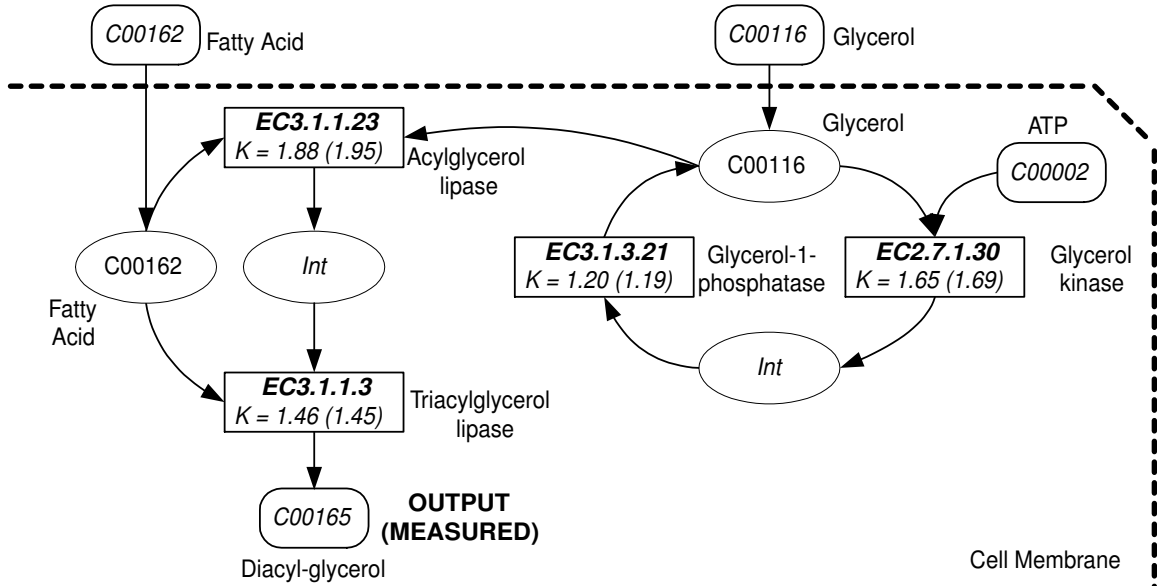 C00162 Fatty Acid
C00116 Glycerol
EC3.1.1.23
K = 1.88 (1.95)
Acylglycerol
lipase
Glycerol
C00116
ATP
C00002
C00162
Fatty
Acid
Int
EC3.1.3.21
K = 1.20 (1.19)
Glycerol-1-
phosphatase
EC2.7.1.30
K = 1.65 (1.69)
Glycerol
kinase
Int
EC3.1.1.3
K = 1.46 (1.45)
Triacylglycerol
lipase
C00165
OUTPUT
(MEASURED)
Diacyl-glycerol
Cell Membrane